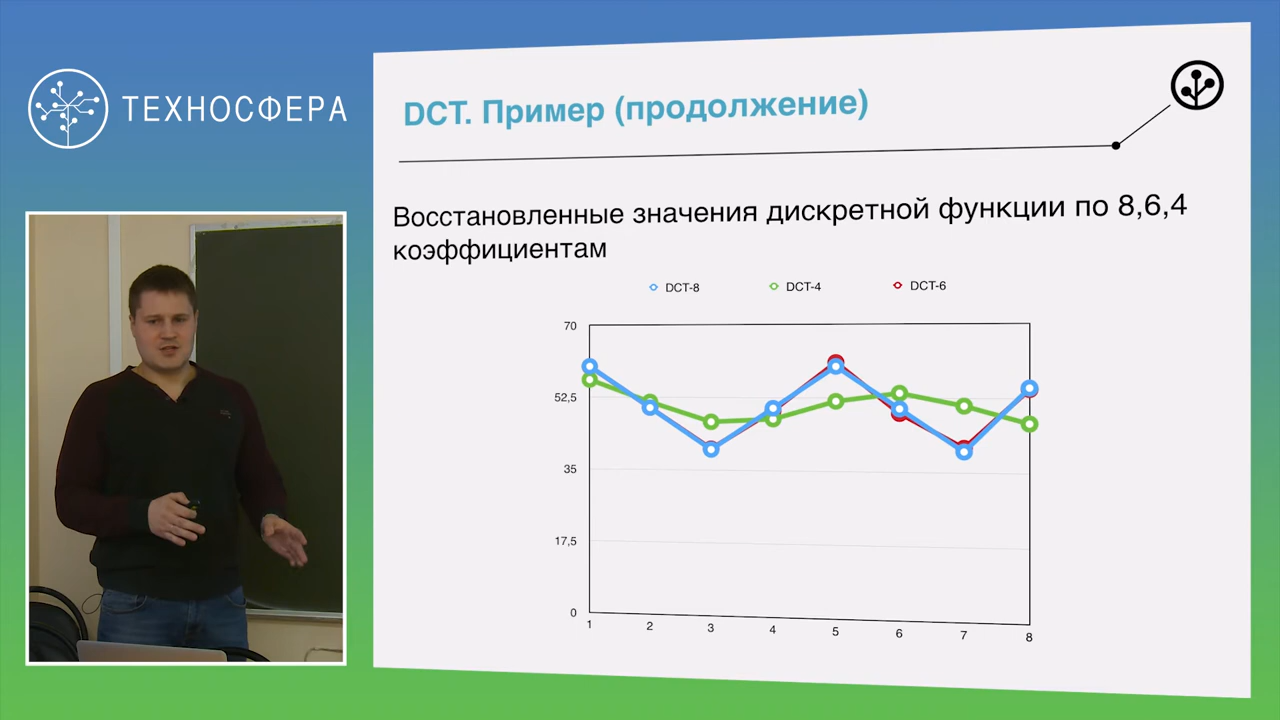 ТЕХНОСФЕРА
DCT. Пример (продолжение)
Восстановленные значения дискретной функции по 8,6,4
коэффициентам
DCT-8
DCT-4
DCT-6
70
52,5
35
17,5
0
1
2
3
4
5
6
7
8